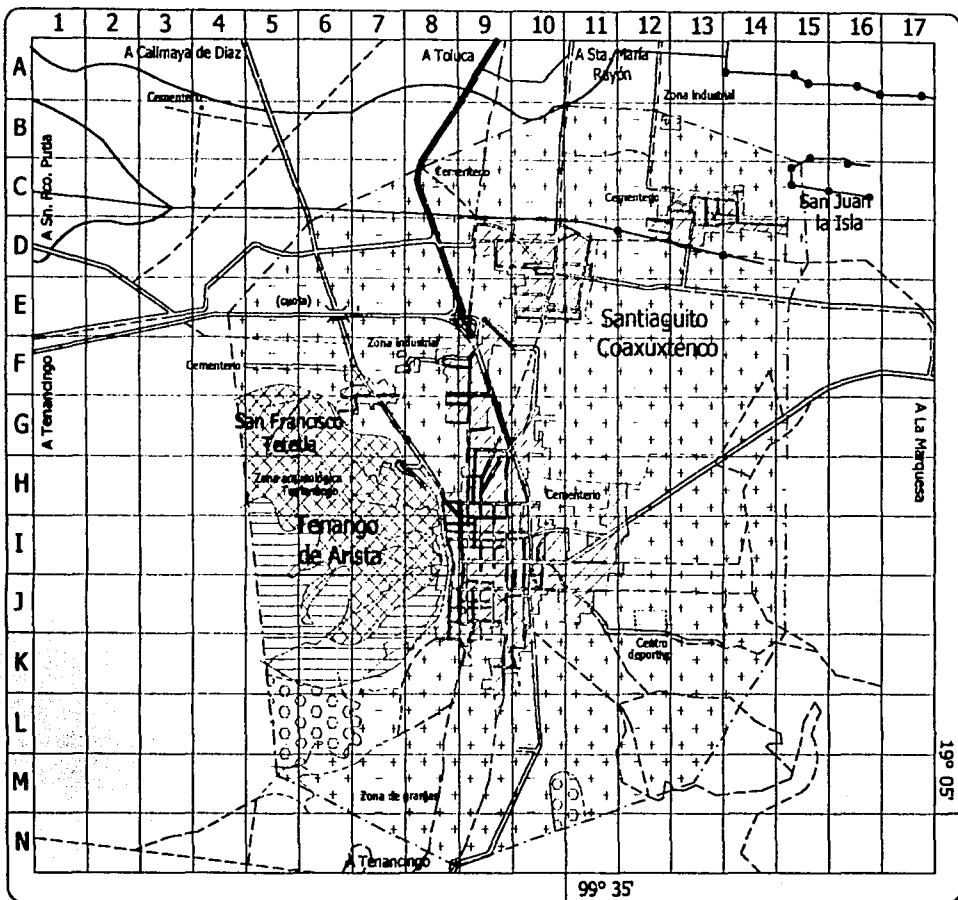 1 2 3 4 5 6 7 8 9 10 11 12 13 14 15 16 17
A
B
C
D
E
F
G
H
I
J
K
L
M
N
A Calimaya de Diaz
A Toluca
A Sta. María
Rayón
Cementerio
Zona Industrial
Cementerio
Cementerio
San Juan
la Isla
(cuota)
Santiaguito
Coaxuxtenco
Zona Industrial
Cementerio
A Tenancingo
San Francisco
Tetetla
A La Marquesa
Zona arqueológica
Cementerio
Tenango
de Arista
Centro
deportivo
Zona de granjas
A Tenancingo
19° 05'
99° 35'